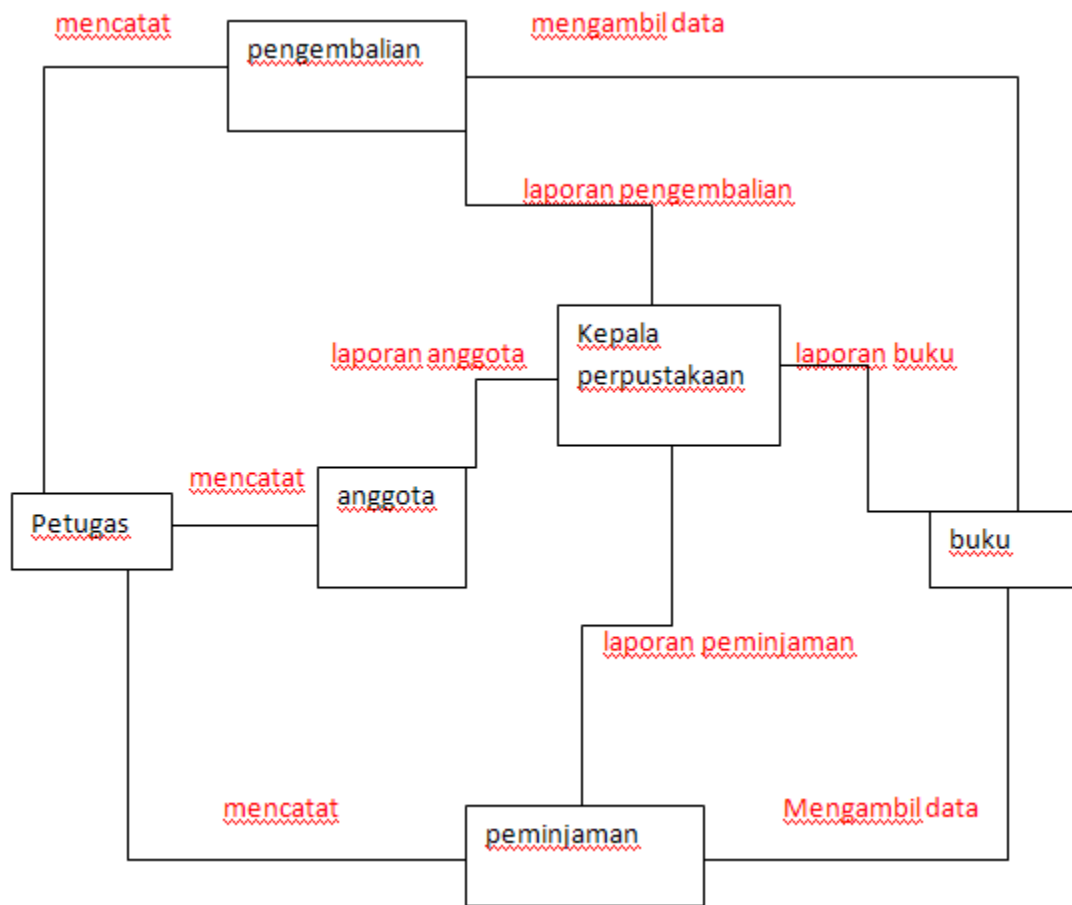 mencatat
mengambil data
pengembalian
laporan pengembalian
Kepala
perpustakaan
laporan anggota
laporan buku
mencatat
anggota
Petugas
buku
laporan peminjaman
mencatat
Mengambil data
peminjaman